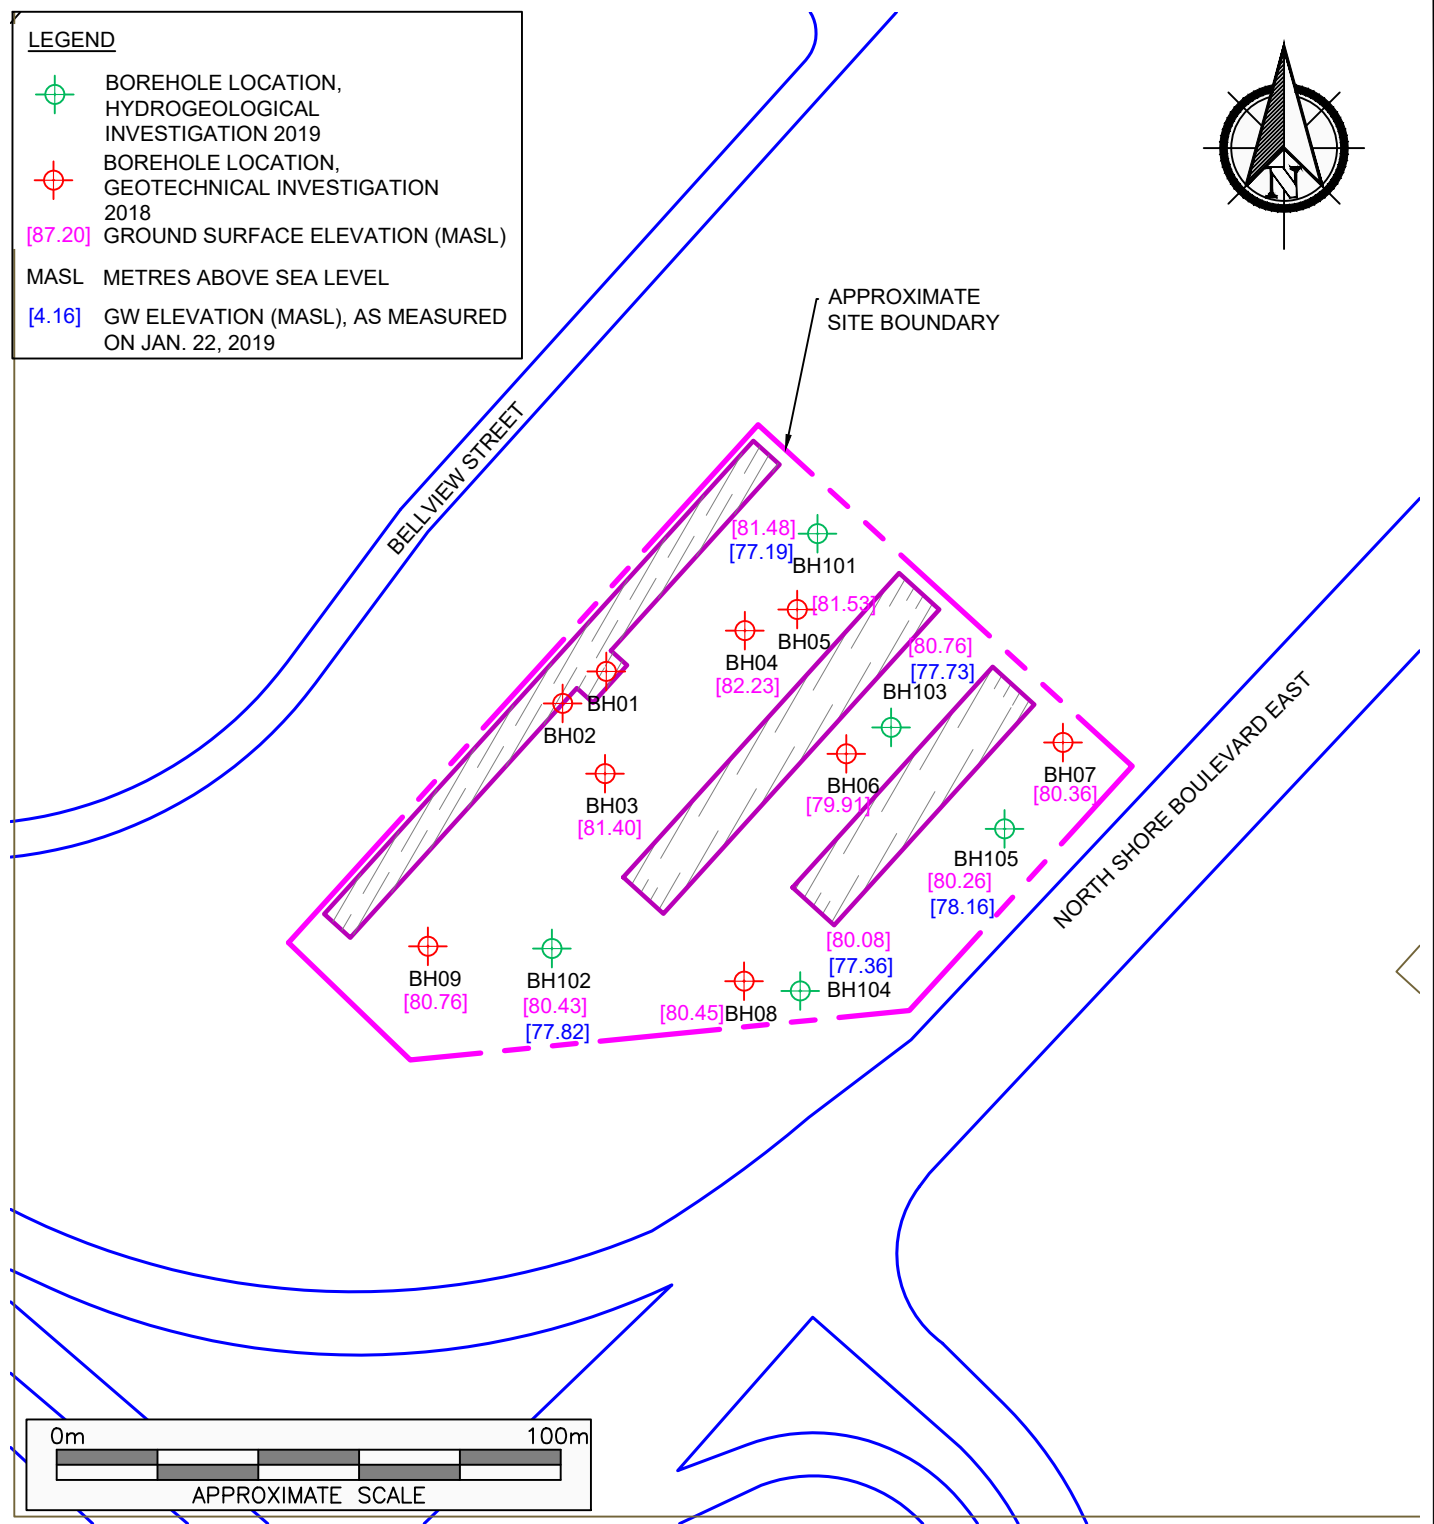 LEGEND
BOREHOLE LOCATION,
HYDROGEOLOGICAL
INVESTIGATION 2019
BOREHOLE LOCATION,
GEOTECHNICAL INVESTIGATION
2018
[87.20] GROUND SURFACE ELEVATION (MASL)
MASL METRES ABOVE SEA LEVEL
[4.16] GW ELEVATION (MASL), AS MEASURED
ON JAN. 22, 2019
N
APPROXIMATE
SITE BOUNDARY
BELLVIEW STREET
[81.48]
[77.19]
BH101
[81.53]
BH05
BH04
[82.23]
[80.76]
[77.73]
BH103
BH01
BH02
BH03
[81.40]
BH06
[79.91]
BH07
[80.36]
BH105
[80.26]
[78.16]
NORTH SHORE BOULEVARD EAST
[80.08]
[77.36]
BH104
BH09
[80.76]
BH102
[80.43]
[77.82]
[80.45] BH08
0m 100m
APPROXIMATE SCALE